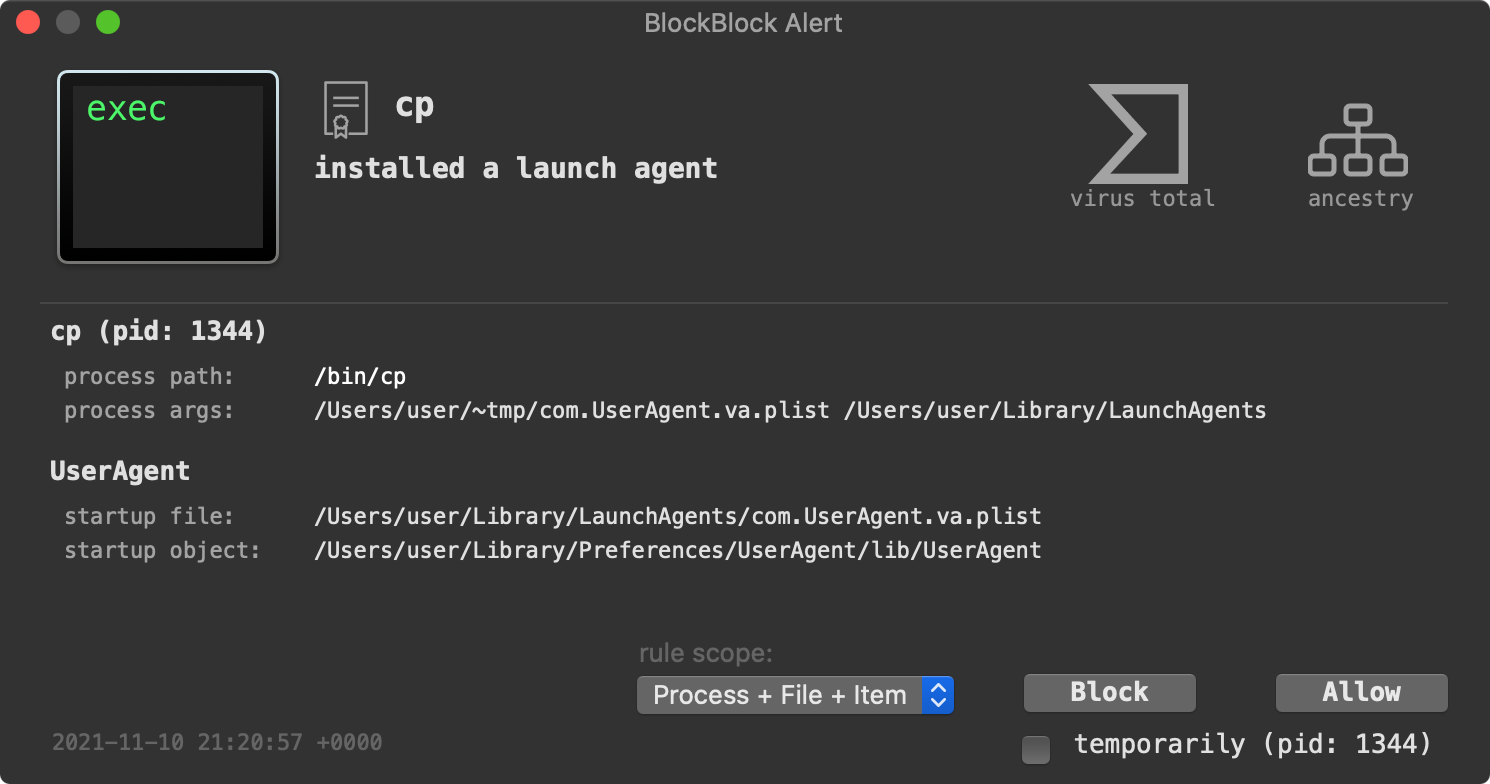 BlockBlock Alert
exec
cp
installed a launch agent
virus total
ancestry
cp (pid: 1344)
process path: /bin/cp
process args: /Users/user/~tmp/com.UserAgent.va.plist /Users/user/Library/LaunchAgents
UserAgent
startup file: /Users/user/Library/LaunchAgents/com.UserAgent.va.plist
startup object: /Users/user/Library/Preferences/UserAgent/lib/UserAgent
rule scope:
Process + File + Item
Block
Allow
2021-11-10 21:20:57 +0000
temporarily (pid: 1344)